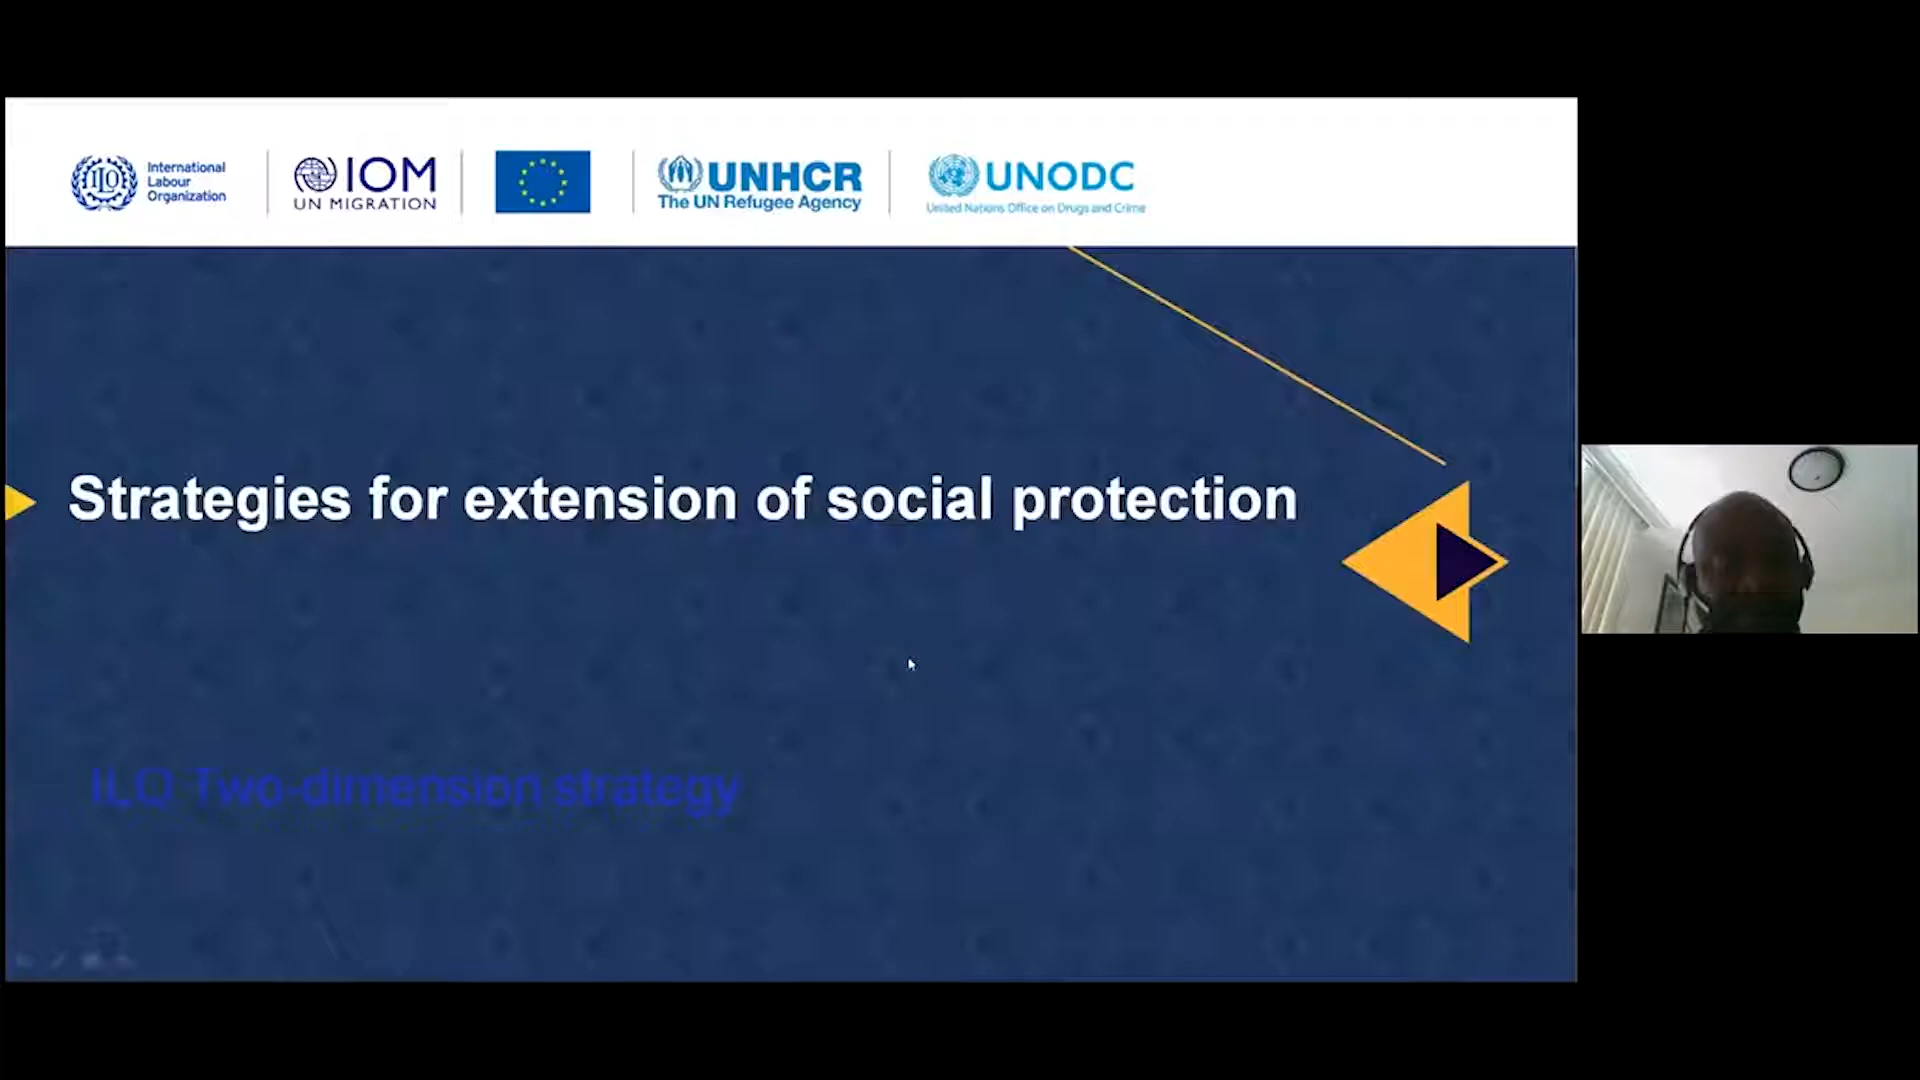 ILO
International
Labour
Organization
IOM
UN MIGRATION
UNHCR
The UN Refugee Agency
UNODC
United Nations Office on Drugs and Crime
Strategies for extension of social protection
ILO Two-dimension strategy